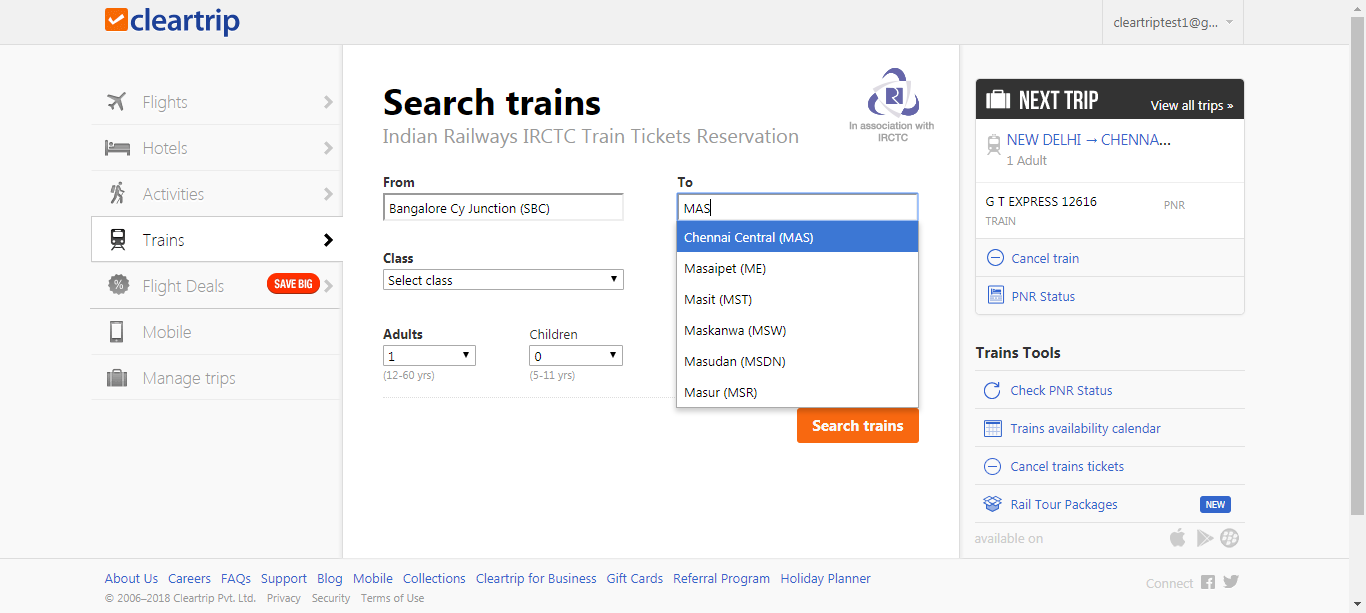 cleartrip
cleartriptest1@g...
Flights
Hotels
Activities
Trains
Flight Deals SAVE BIG
Mobile
Manage trips
Search trains
Indian Railways IRCTC Train Tickets Reservation
In association with
IRCTC
From
Bangalore Cy Junction (SBC)
To
MAS
Chennai Central (MAS)
Masaipet (ME)
Masit (MST)
Maskanwa (MSW)
Masudan (MSDN)
Masur (MSR)
Class
Select class
Adults
1
(12-60 yrs)
Children
0
(5-11 yrs)
Search trains
NEXT TRIP View all trips »
NEW DELHI → CHENNA...
1 Adult
G T EXPRESS 12616 PNR
TRAIN
Cancel train
PNR Status
Trains Tools
Check PNR Status
Trains availability calendar
Cancel trains tickets
Rail Tour Packages NEW
available on
About Us Careers FAQs Support Blog Mobile Collections Cleartrip for Business Gift Cards Referral Program Holiday Planner
© 2006–2018 Cleartrip Pvt. Ltd. Privacy Security Terms of Use
Connect